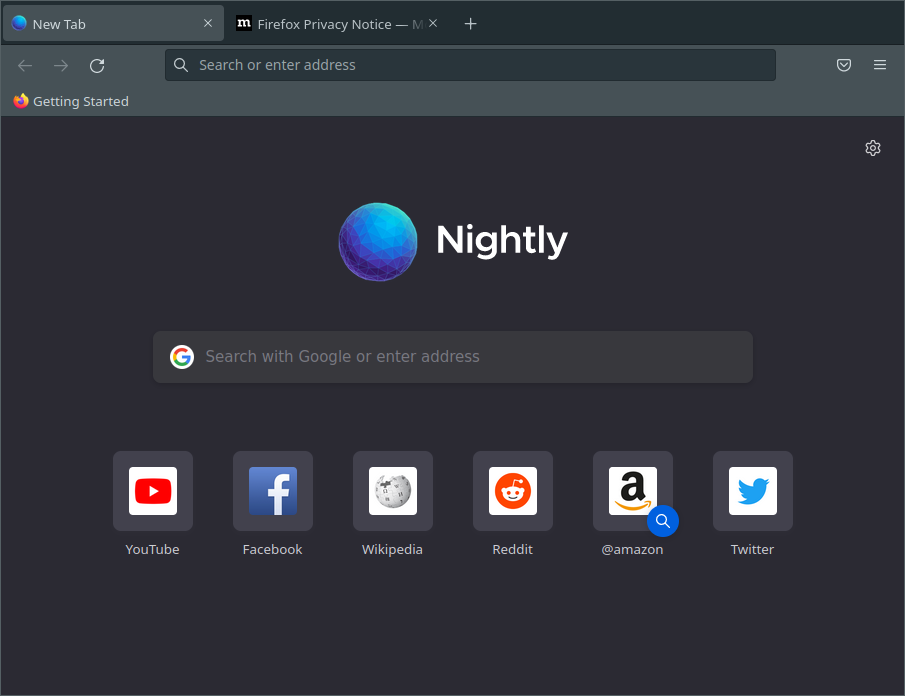 New Tab
Firefox Privacy Notice —
Search or enter address
Getting Started
Nightly
Search with Google or enter address
YouTube
Facebook
Wikipedia
Reddit
@amazon
Twitter